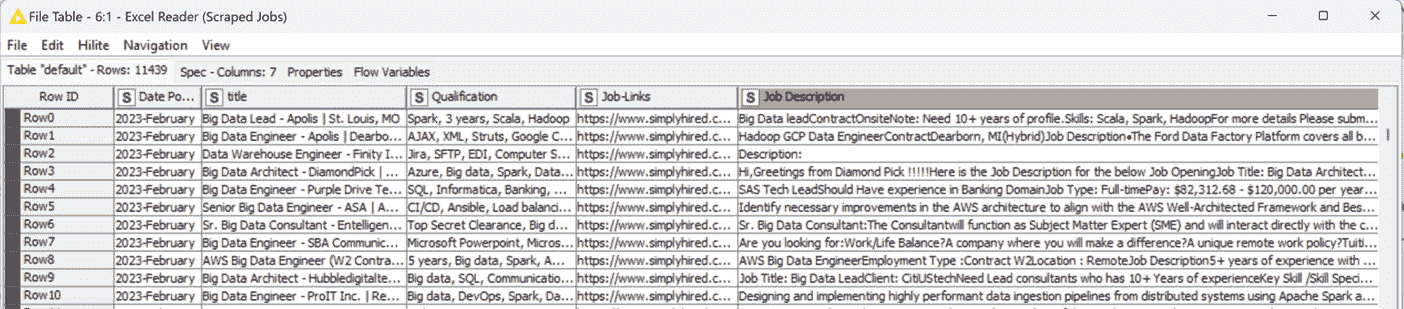 File Table - 6:1 - Excel Reader (Scraped Jobs)
File Edit Hilite Navigation View
Table "default" - Rows: 11439 Spec - Columns: 7 Properties Flow Variables
Row ID S Date Po... S title S Qualification S Job-Links S Job Description
Row0 2023-February Big Data Lead - Apolis | St. Louis, MO Spark, 3 years, Scala, Hadoop https://www.simplyhired.c... Big Data leadContractOnsiteNote: Need 10+ years of profile.Skills: Scala, Spark, HadoopFor more details Please submi...
Row1 2023-February Big Data Engineer - Apolis | Dearbo... AJAX, XML, Struts, Google C... https://www.simplyhired.c... Hadoop GCP Data EngineerContractDearborn, MI(Hybrid)Job Description•The Ford Data Factory Platform covers all b...
Row2 2023-February Data Warehouse Engineer - Finity I... Jira, SFTP, EDI, Computer S... https://www.simplyhired.c... Description:
Row3 2023-February Big Data Architect - DiamondPick | ... Azure, Big data, Spark, Data... https://www.simplyhired.c... Hi,Greetings from Diamond Pick !!!!!Here is the Job Description for the below Job OpeningJob Title: Big Data Architect...
Row4 2023-February Big Data Engineer - Purple Drive Te... SQL, Informatica, Banking, ... https://www.simplyhired.c... SAS Tech LeadShould Have experience in Banking DomainJob Type: Full-timePay: $82,312.68 - $120,000.00 per year...
Row5 2023-February Senior Big Data Engineer - ASA | A... CI/CD, Ansible, Load balanci... https://www.simplyhired.c... Identify necessary improvements in the AWS architecture to align with the AWS Well-Architected Framework and Bes...
Row6 2023-February Sr. Big Data Consultant - Entelligen... Top Secret Clearance, Big d... https://www.simplyhired.c... Sr. Big Data Consultant:The Consultantwill function as Subject Matter Expert (SME) and will interact directly with the c...
Row7 2023-February Big Data Engineer - SBA Communic... Microsoft Powerpoint, Micros... https://www.simplyhired.c... Are you looking for:Work/Life Balance?A company where you will make a difference?A unique remote work policy?Tuiti...
Row8 2023-February AWS Big Data Engineer (W2 Contra... 5 years, Big data, Spark, A... https://www.simplyhired.c... AWS Big Data EngineerEmployment Type :Contract W2Location : RemoteJob Description5+ years of experience with ...
Row9 2023-February Big Data Architect - Hubbledigitalte... Big data, SQL, Communicatio... https://www.simplyhired.c... Job Title: Big Data LeadClient: CitiUStechNeed Lead consultants who has 10+ Years of experienceKey Skill /Skill Speci...
Row10 2023-February Big Data Engineer - ProIT Inc. | Re... Big data, DevOps, Spark, Da... https://www.simplyhired.c... Designing and implementing highly performant data ingestion pipelines from distributed systems using Apache Spark a...